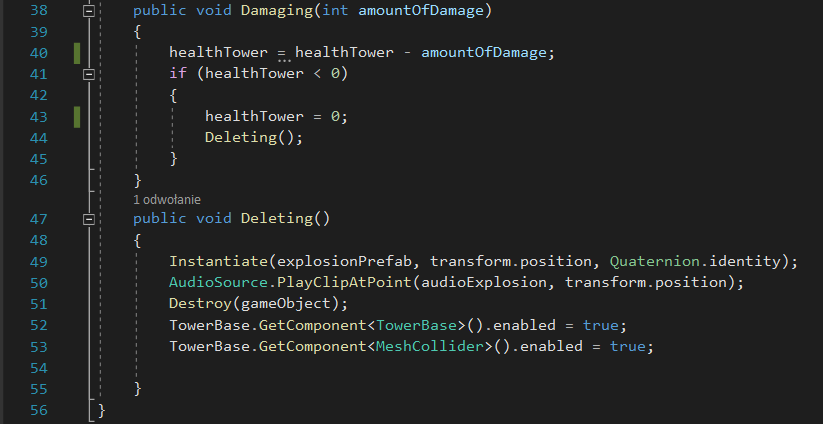 38 public void Damaging(int amountOfDamage)
39 {
40 healthTower = healthTower - amountOfDamage;
41 if (healthTower < 0)
42 {
43 healthTower = 0;
44 Deleting();
45 }
46 }
1 odwołanie
47 public void Deleting()
48 {
49 Instantiate(explosionPrefab, transform.position, Quaternion.identity);
50 AudioSource.PlayClipAtPoint(audioExplosion, transform.position);
51 Destroy(gameObject);
52 TowerBase.GetComponent<TowerBase>().enabled = true;
53 TowerBase.GetComponent<MeshCollider>().enabled = true;
54
55 }
56 }